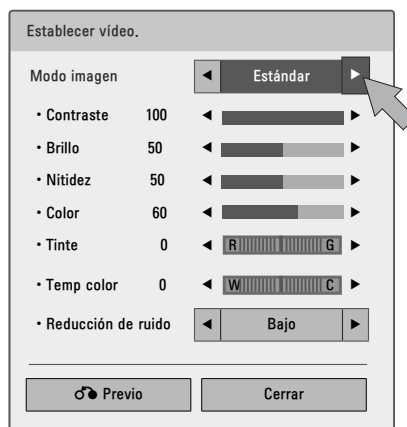 Establecer vídeo.
Modo imagen ◄ Estándar ►
• Contraste 100 ◄ ►
• Brillo 50 ◄ ►
• Nitidez 50 ◄ ►
• Color 60 ◄ ►
• Tinte 0 ◄ R G ►
• Temp color 0 ◄ W C ►
• Reducción de ruido ◄ Bajo ►
Previo Cerrar